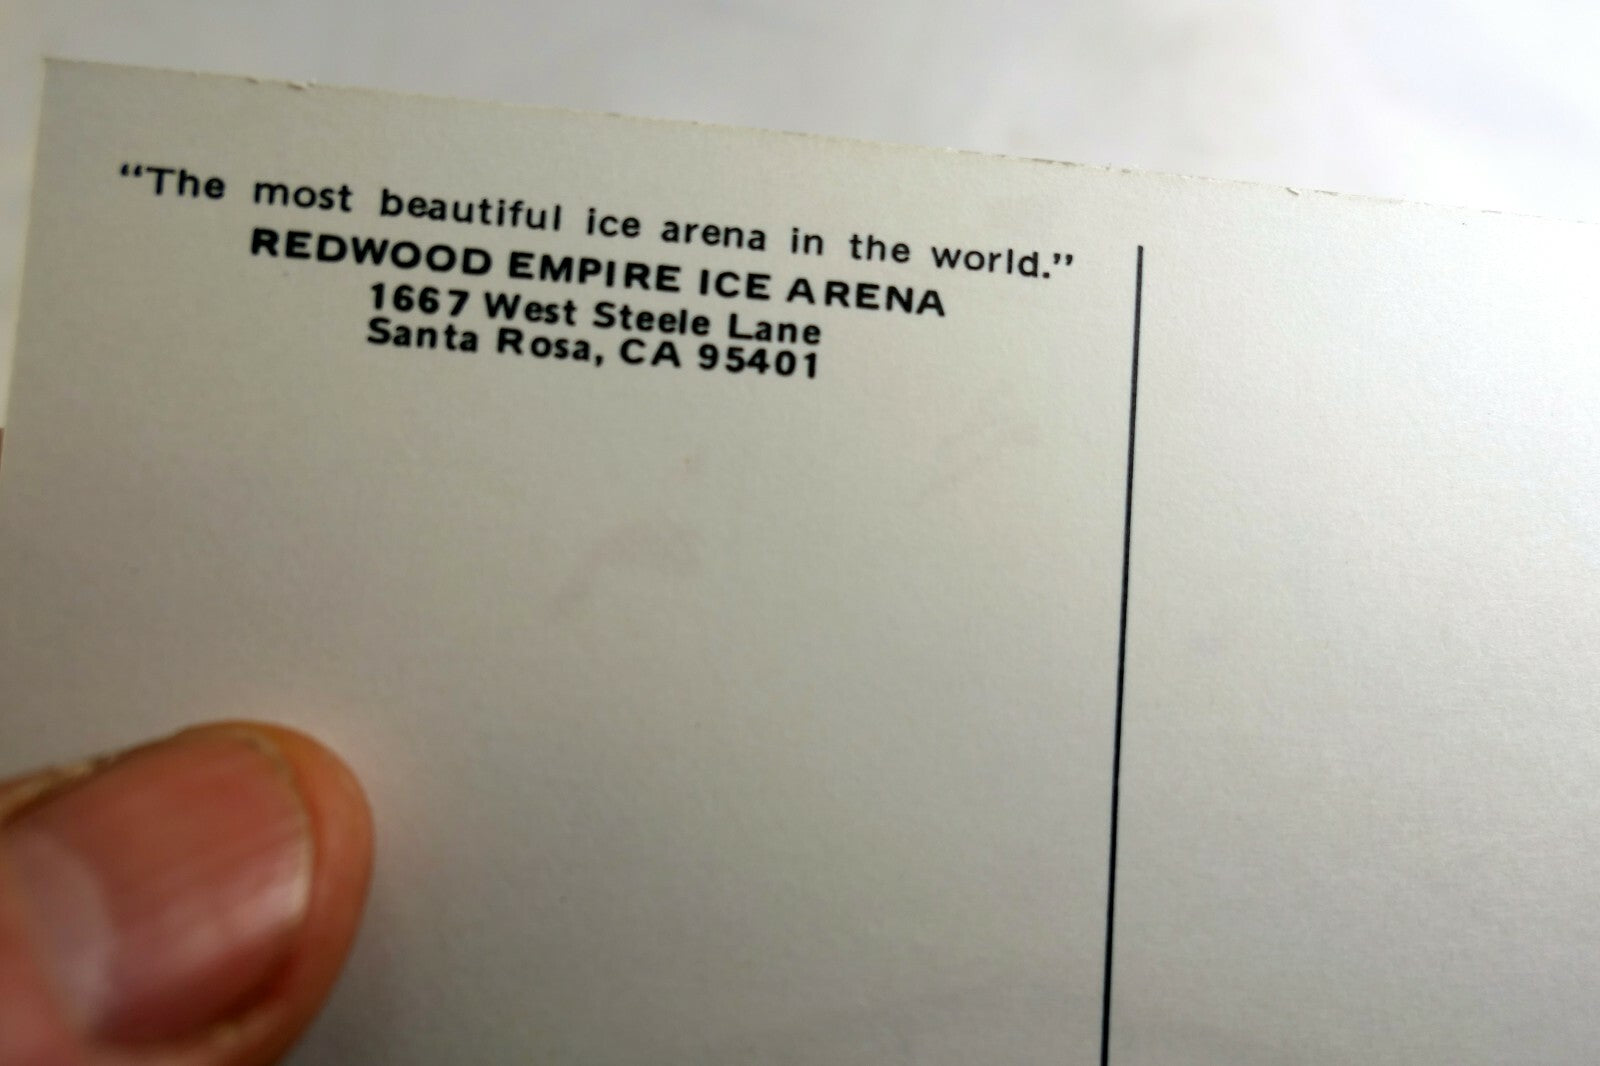 “The most beautiful ice arena in the world.”
REDWOOD EMPIRE ICE ARENA
1667 West Steele Lane
Santa Rosa, CA 95401